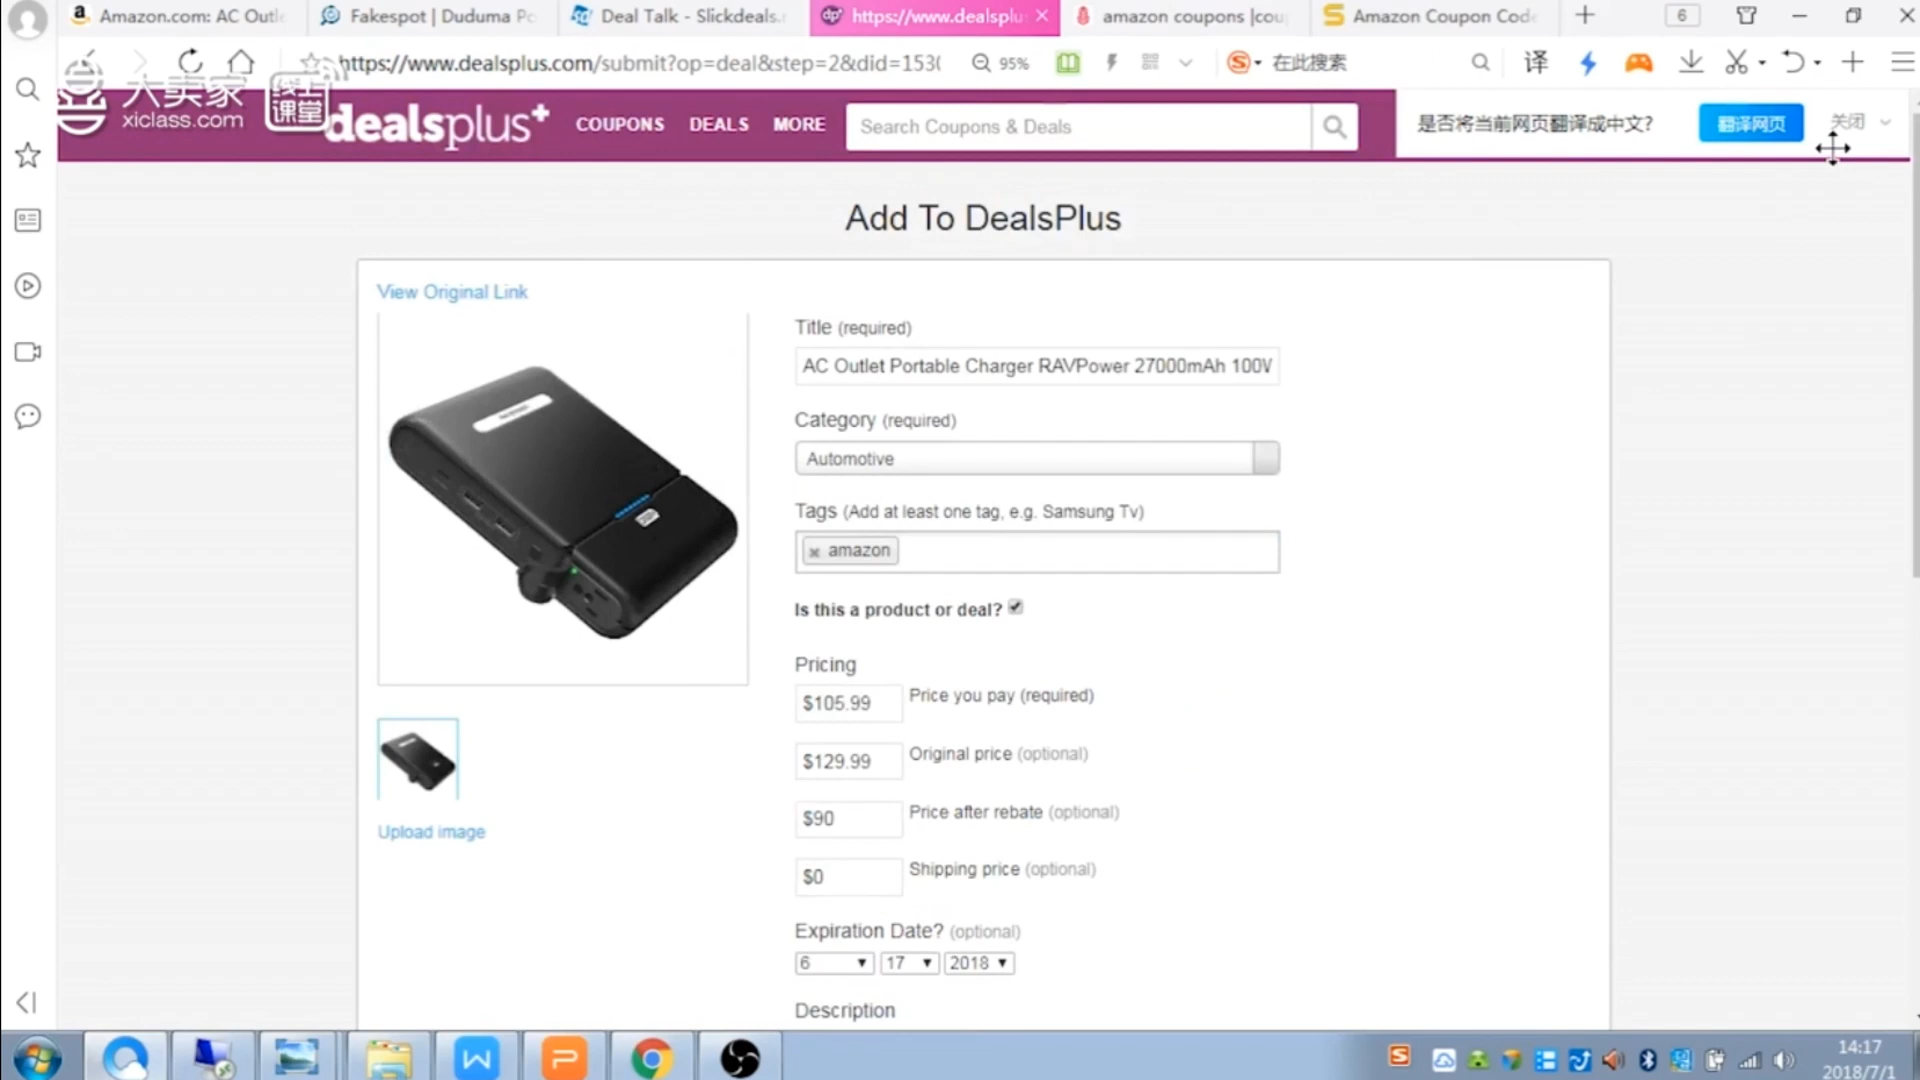 Amazon.com: AC Outle
Fakespot | Duduma Po
Deal Talk - Slickdeals.
https://www.dealsplu
amazon coupons |cou
Amazon Coupon Code
6
https://www.dealsplus.com/submit?op=deal&step=2&did=153(
95%
在此搜索
译
大卖家
xiclass.com
线上
课堂
dealsplus+
COUPONS
DEALS
MORE
Search Coupons & Deals
是否将当前网页翻译成中文?
翻译网页
关闭
Add To DealsPlus
View Original Link
Title (required)
AC Outlet Portable Charger RAVPower 27000mAh 100W
Category (required)
Automotive
Tags (Add at least one tag, e.g. Samsung Tv)
amazon
Is this a product or deal?
Pricing
$105.99 Price you pay (required)
$129.99 Original price (optional)
$90 Price after rebate (optional)
$0 Shipping price (optional)
Upload image
Expiration Date? (optional)
6 17 2018
Description
14:17
2018/7/1